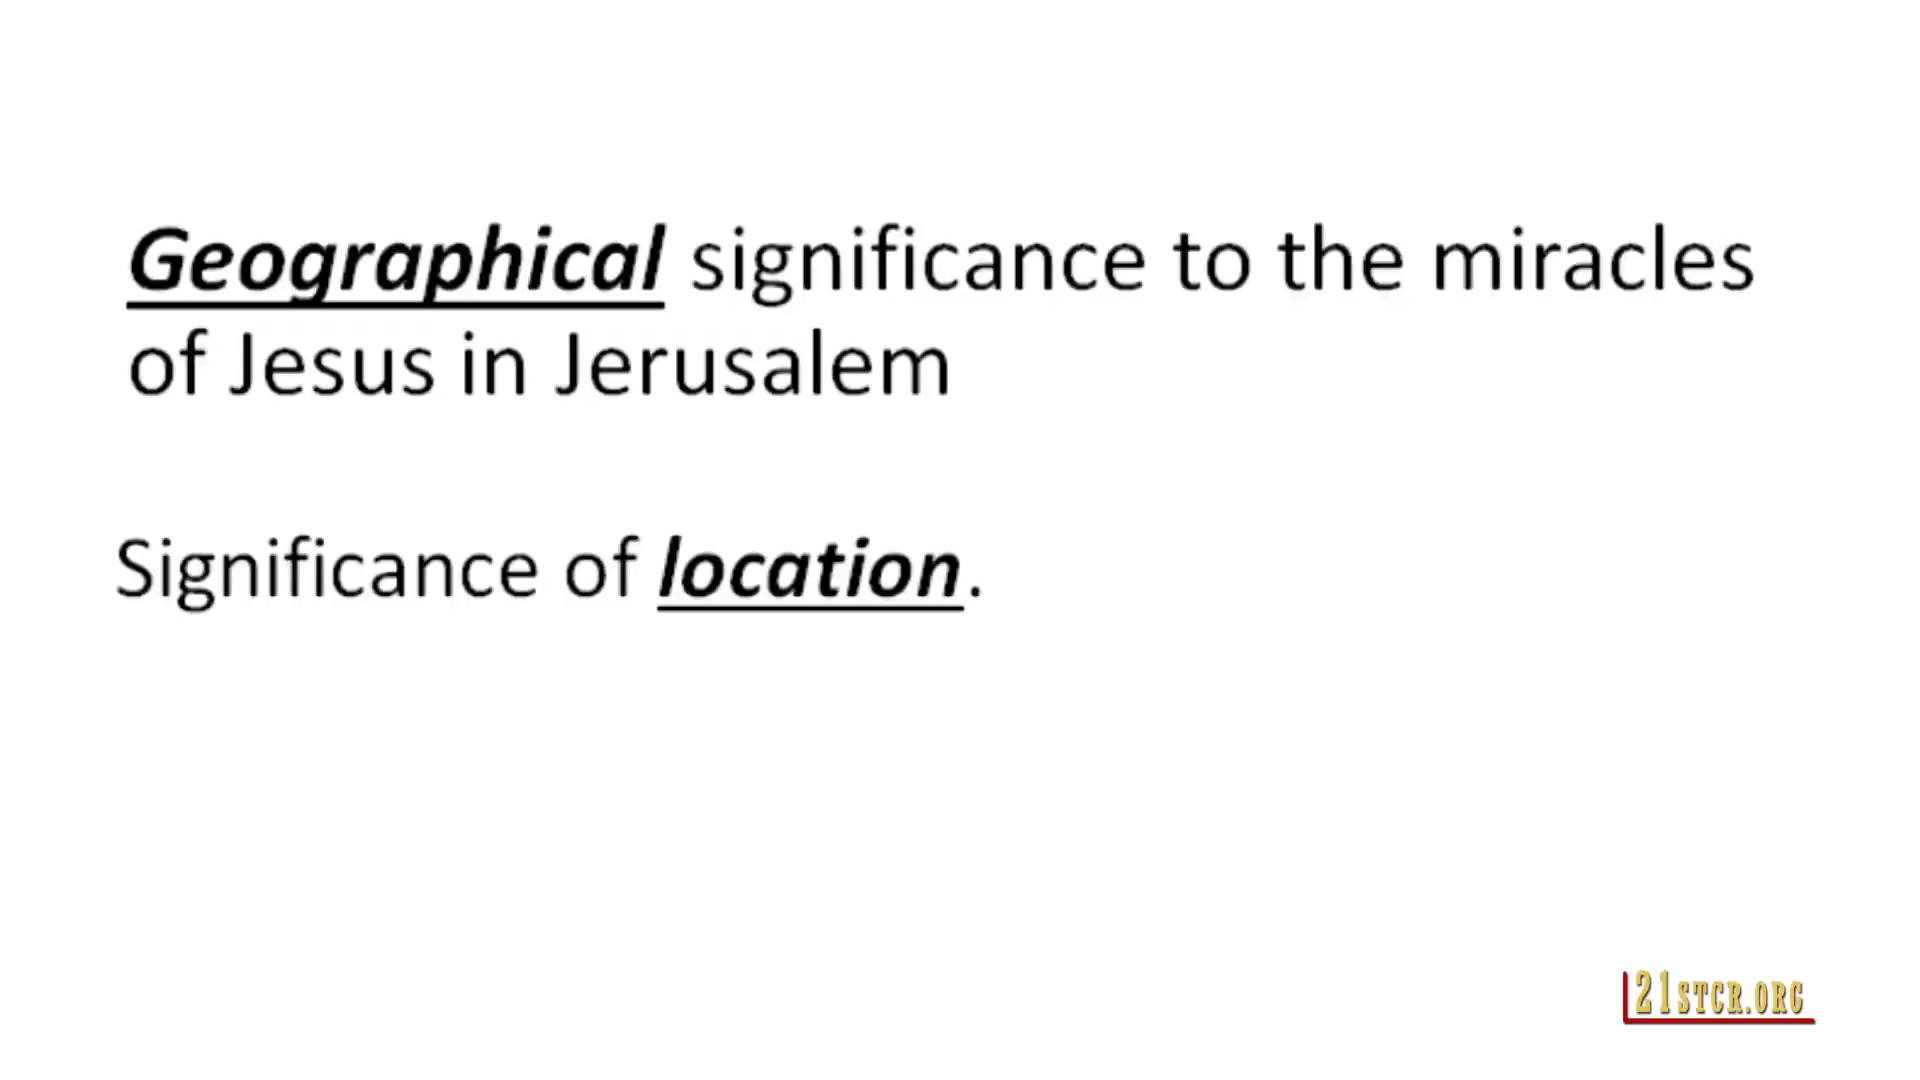 Geographical significance to the miracles
of Jesus in Jerusalem
Significance of location.
21STCR.ORG